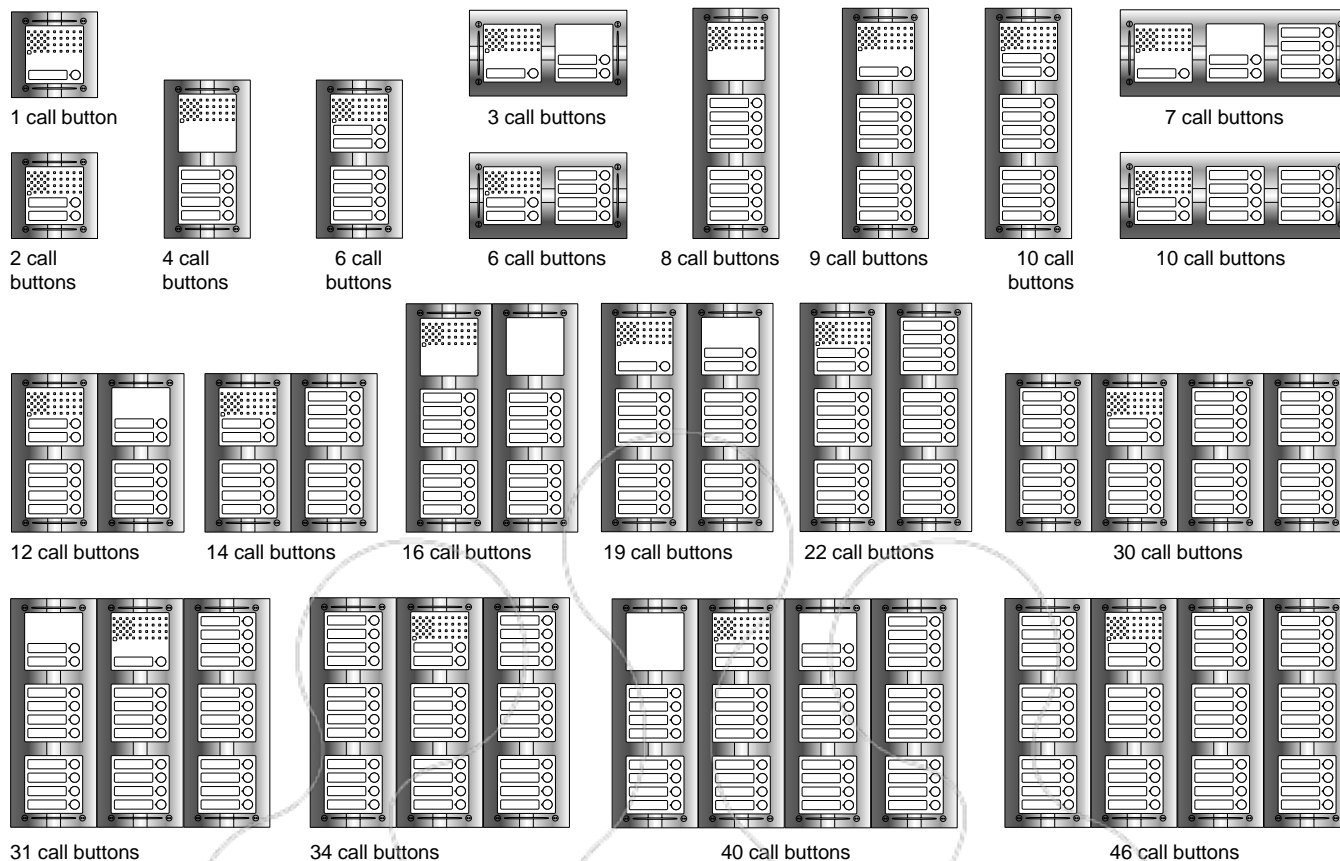 1 call button
3 call buttons
7 call buttons
2 call
buttons
4 call
buttons
6 call
buttons
6 call buttons
8 call buttons
9 call buttons
10 call
buttons
10 call buttons
12 call buttons
14 call buttons
16 call buttons
19 call buttons
22 call buttons
30 call buttons
31 call buttons
34 call buttons
40 call buttons
46 call buttons